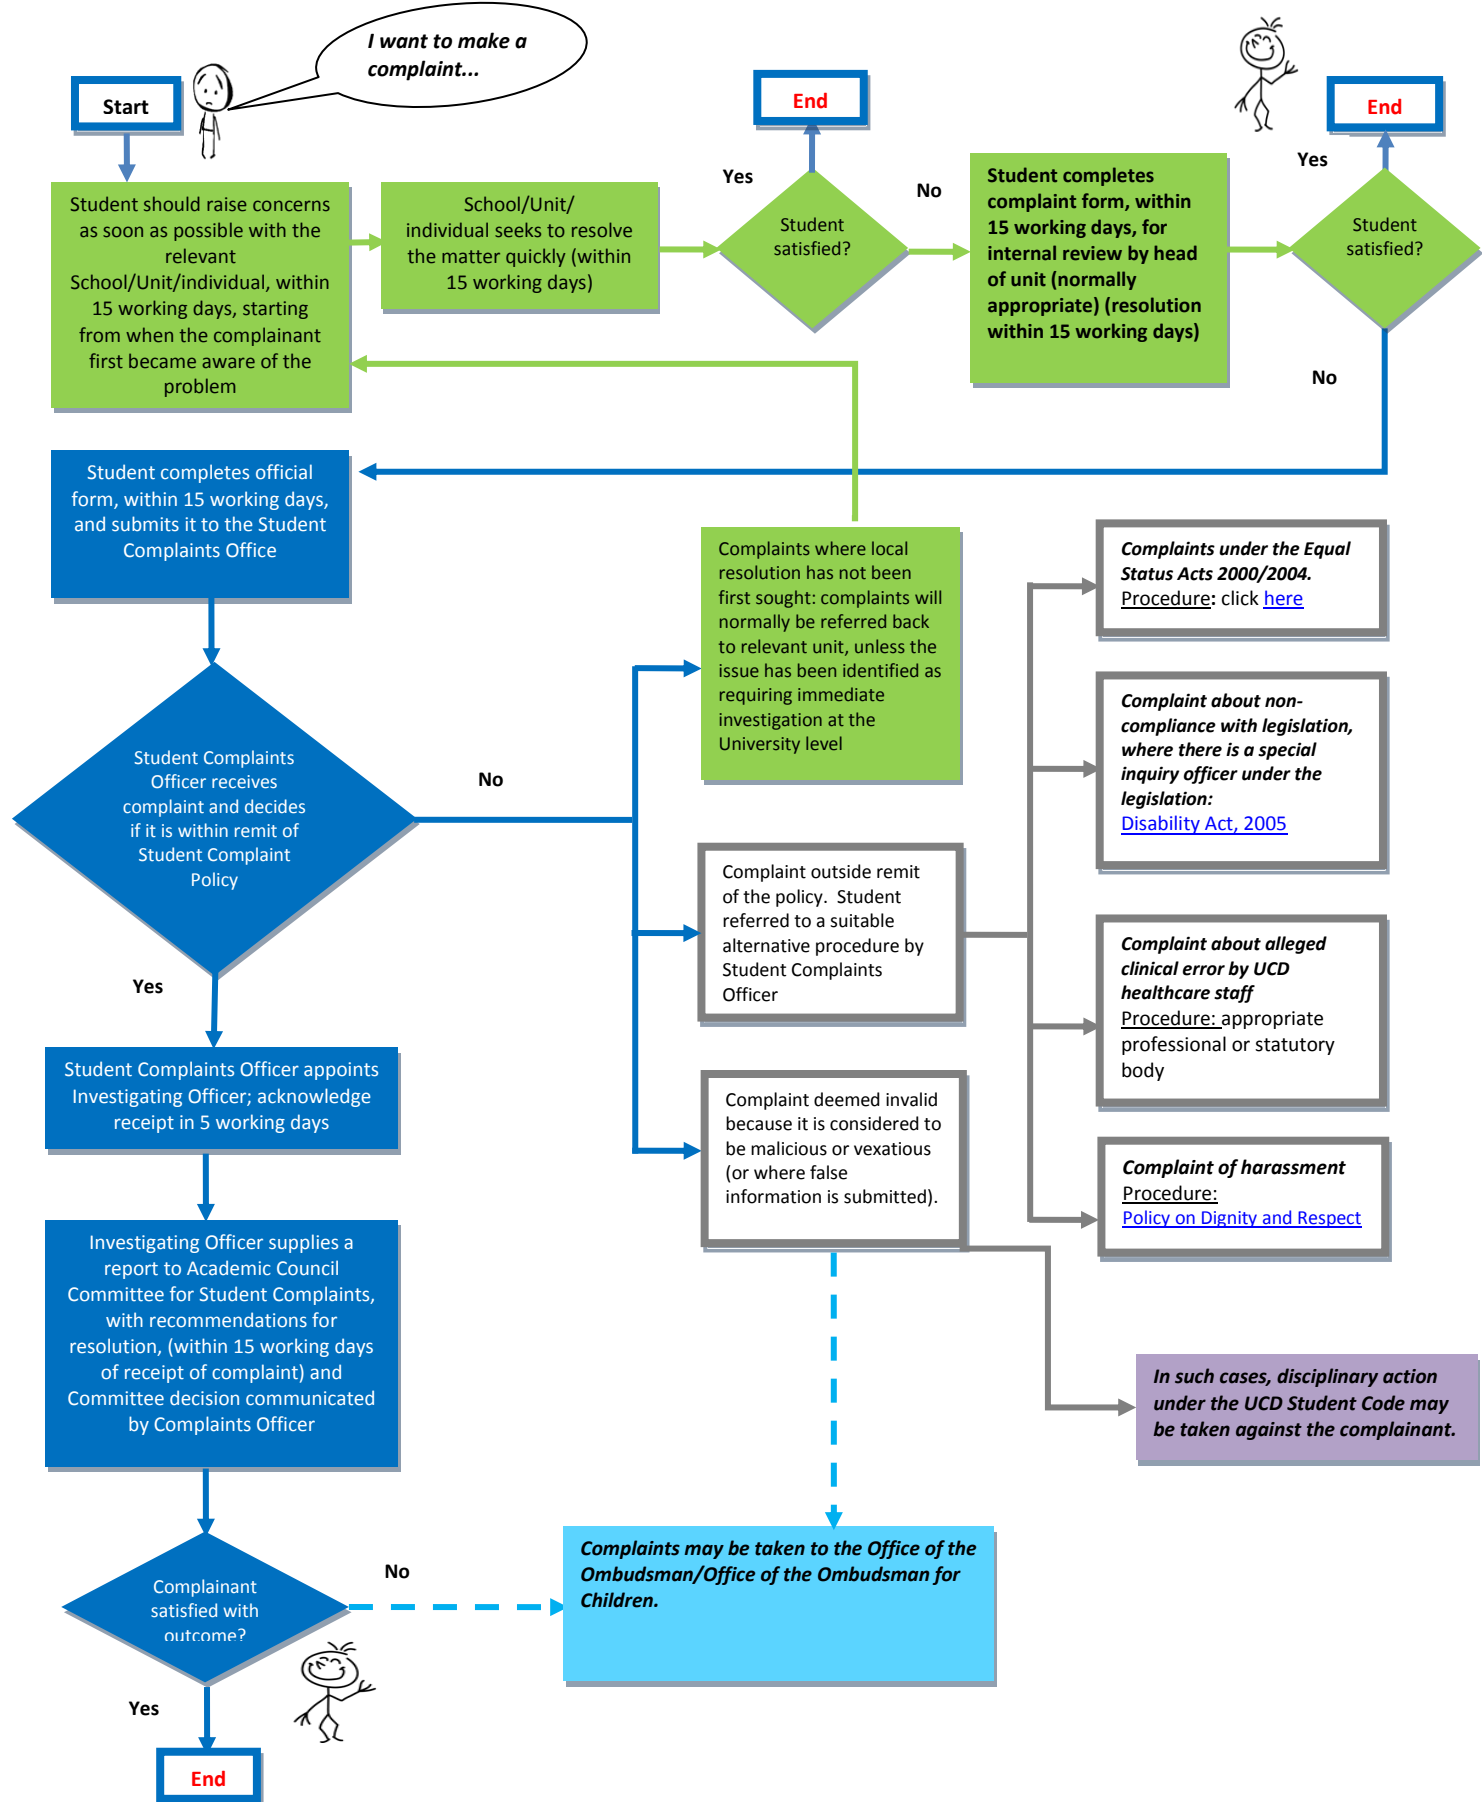 I want to make a
complaint...
Start
End
End
Yes
No
Yes
Student should raise concerns
as soon as possible with the
relevant
School/Unit/individual, within
15 working days, starting
from when the complainant
first became aware of the
problem
School/Unit/
individual seeks to resolve
the matter quickly (within
15 working days)
Student
satisfied?
Student completes
complaint form, within
15 working days, for
internal review by head
of unit (normally
appropriate) (resolution
within 15 working days)
Student
satisfied?
No
Student completes official
form, within 15 working days,
and submits it to the Student
Complaints Office
Complaints where local
resolution has not been
first sought: complaints will
normally be referred back
to relevant unit, unless the
issue has been identified as
requiring immediate
investigation at the
University level
Complaints under the Equal
Status Acts 2000/2004.
Procedure: click here
Complaint about non-
compliance with legislation,
where there is a special
inquiry officer under the
legislation:
Disability Act, 2005
Student Complaints
Officer receives
complaint and decides
if it is within remit of
Student Complaint
Policy
No
Complaint outside remit
of the policy.  Student
referred to a suitable
alternative procedure by
Student Complaints
Officer
Complaint about alleged
clinical error by UCD
healthcare staff
Procedure: appropriate
professional or statutory
body
Yes
Student Complaints Officer appoints
Investigating Officer; acknowledge
receipt in 5 working days
Complaint deemed invalid
because it is considered to
be malicious or vexatious
(or where false
information is submitted).
Complaint of harassment
Procedure:
Policy on Dignity and Respect
Investigating Officer supplies a
report to Academic Council
Committee for Student Complaints,
with recommendations for
resolution, (within 15 working days
of receipt of complaint) and
Committee decision communicated
by Complaints Officer
In such cases, disciplinary action
under the UCD Student Code may
be taken against the complainant.
Complainant
satisfied with
outcome?
No
Complaints may be taken to the Office of the
Ombudsman/Office of the Ombudsman for
Children.
Yes
End